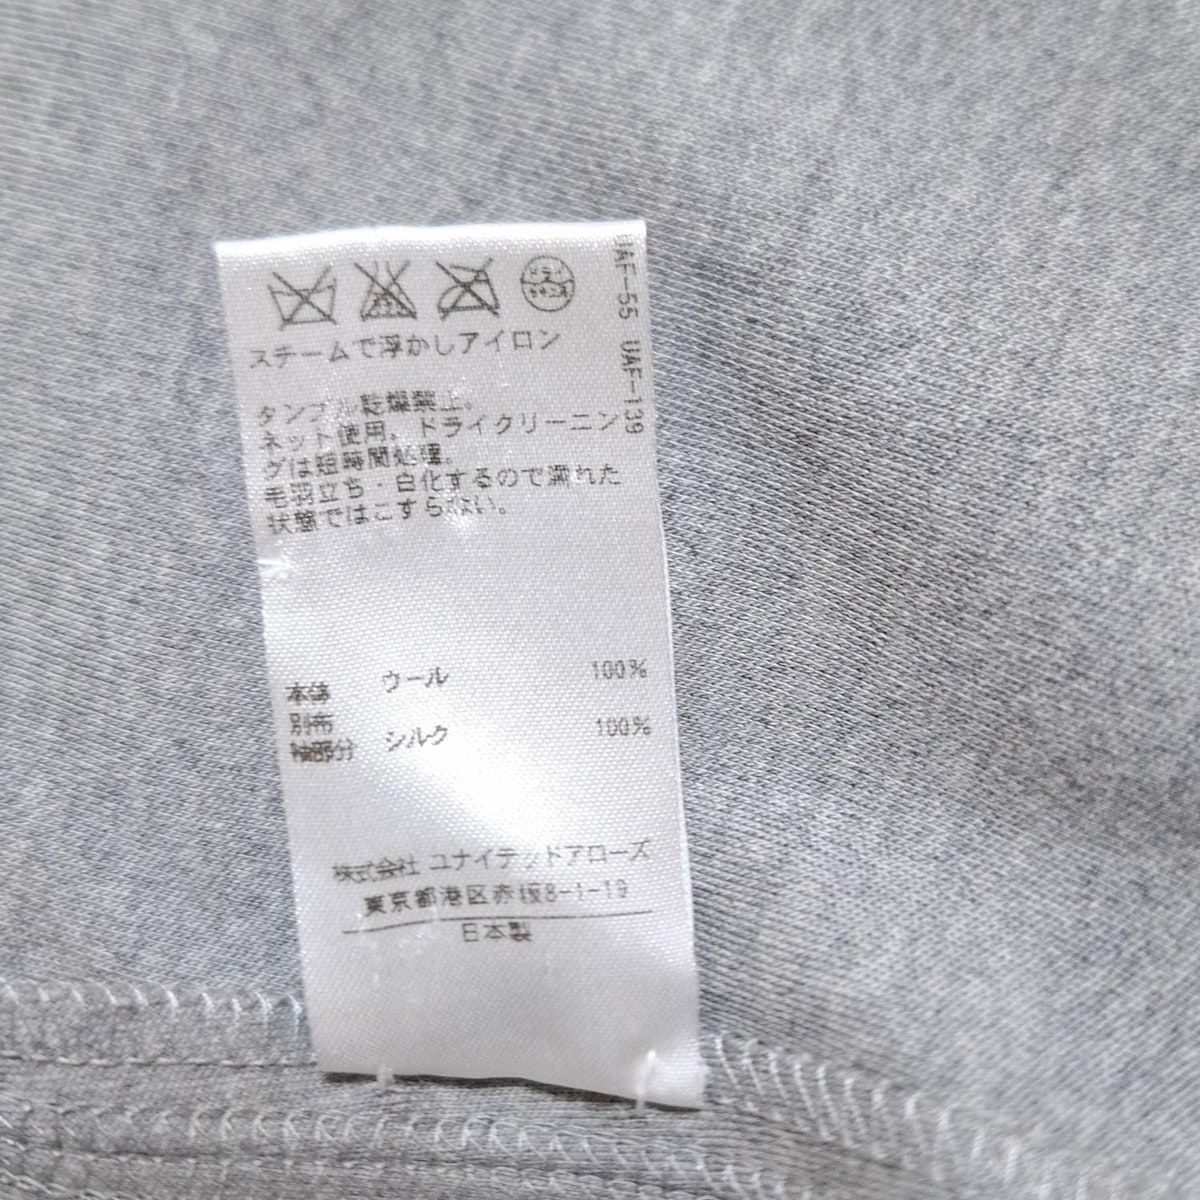 スチームで浮かしアイロン
タンブル乾燥禁止。
ネット使用、ドライクリーニン
グは短時間処理。
毛羽立ち・白化するので濡れた
状態ではこすらない。
本体 ウール 100%
別布
袖部分 シルク 100%
株式会社 ユナイテッドアローズ
東京都港区赤坂8-1-19
日本製
UAF-55 UAF-139